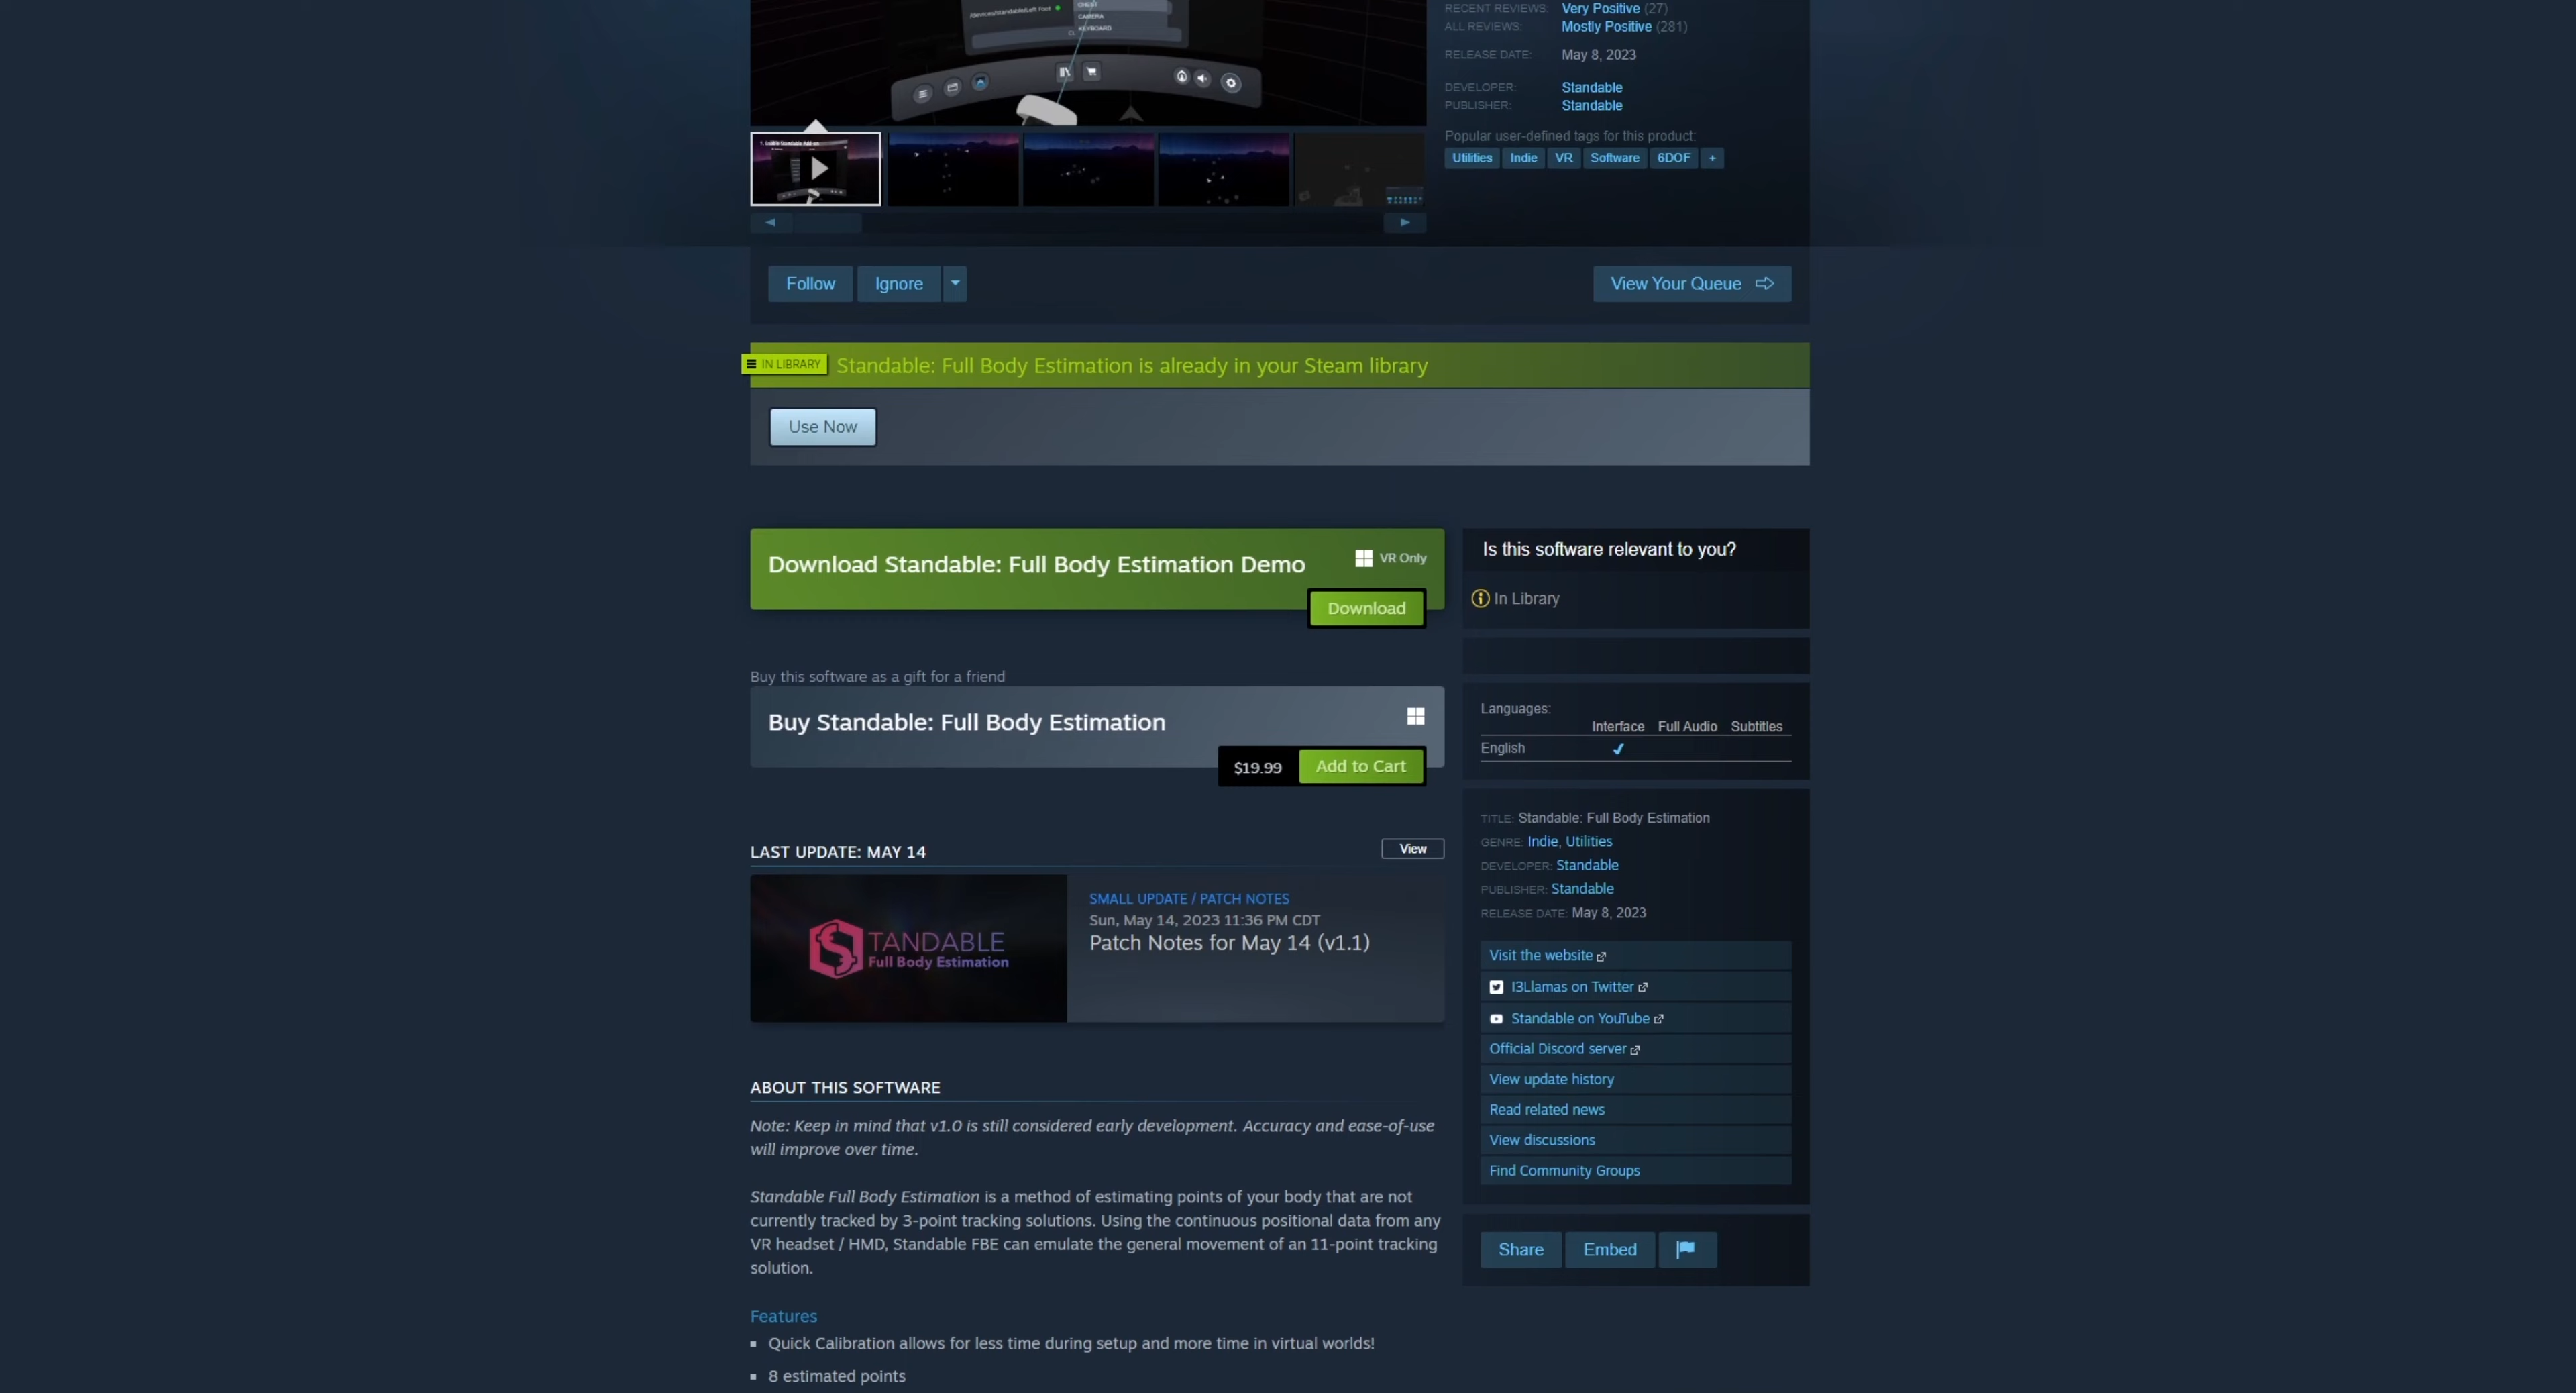 /devices/standable/Left Foot
CHEST
CAMERA
KEYBOARD
RECENT REVIEWS: Very Positive (27)
ALL REVIEWS: Mostly Positive (281)
RELEASE DATE: May 8, 2023
DEVELOPER: Standable
PUBLISHER: Standable
Popular user-defined tags for this product:
Utilities Indie VR Software 6DOF +
Follow Ignore View Your Queue
IN LIBRARY Standable: Full Body Estimation is already in your Steam library
Use Now
Download Standable: Full Body Estimation Demo VR Only
Download
Buy this software as a gift for a friend
Buy Standable: Full Body Estimation
$19.99 Add to Cart
LAST UPDATE: MAY 14 View
STANDABLE
Full Body Estimation
SMALL UPDATE / PATCH NOTES
Sun, May 14, 2023 11:36 PM CDT
Patch Notes for May 14 (v1.1)
ABOUT THIS SOFTWARE
Note: Keep in mind that v1.0 is still considered early development. Accuracy and ease-of-use
will improve over time.
Standable Full Body Estimation is a method of estimating points of your body that are not
currently tracked by 3-point tracking solutions. Using the continuous positional data from any
VR headset / HMD, Standable FBE can emulate the general movement of an 11-point tracking
solution.
Features
Quick Calibration allows for less time during setup and more time in virtual worlds!
8 estimated points
Is this software relevant to you?
In Library
Languages:
Interface Full Audio Subtitles
English
TITLE: Standable: Full Body Estimation
GENRE: Indie, Utilities
DEVELOPER: Standable
PUBLISHER: Standable
RELEASE DATE: May 8, 2023
Visit the website
I3Llamas on Twitter
Standable on YouTube
Official Discord server
View update history
Read related news
View discussions
Find Community Groups
Share Embed